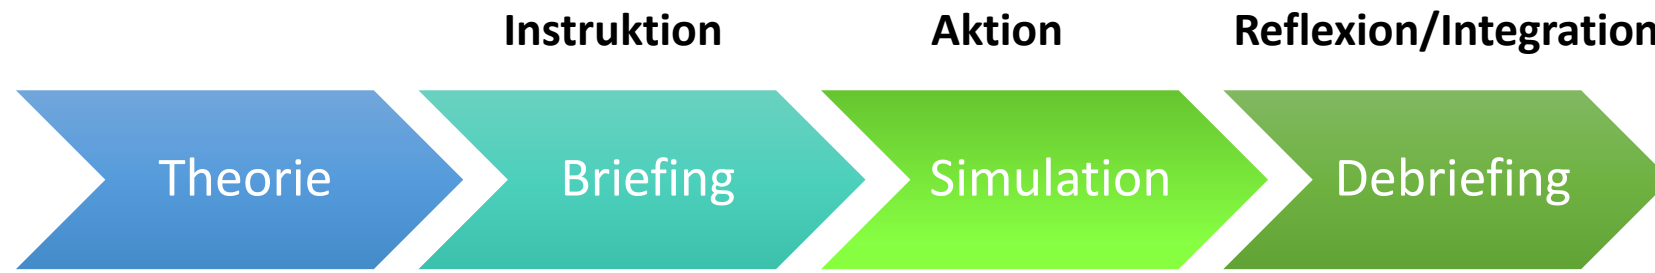 Instruktion Aktion Reflexion/Integration
Theorie Briefing Simulation Debriefing